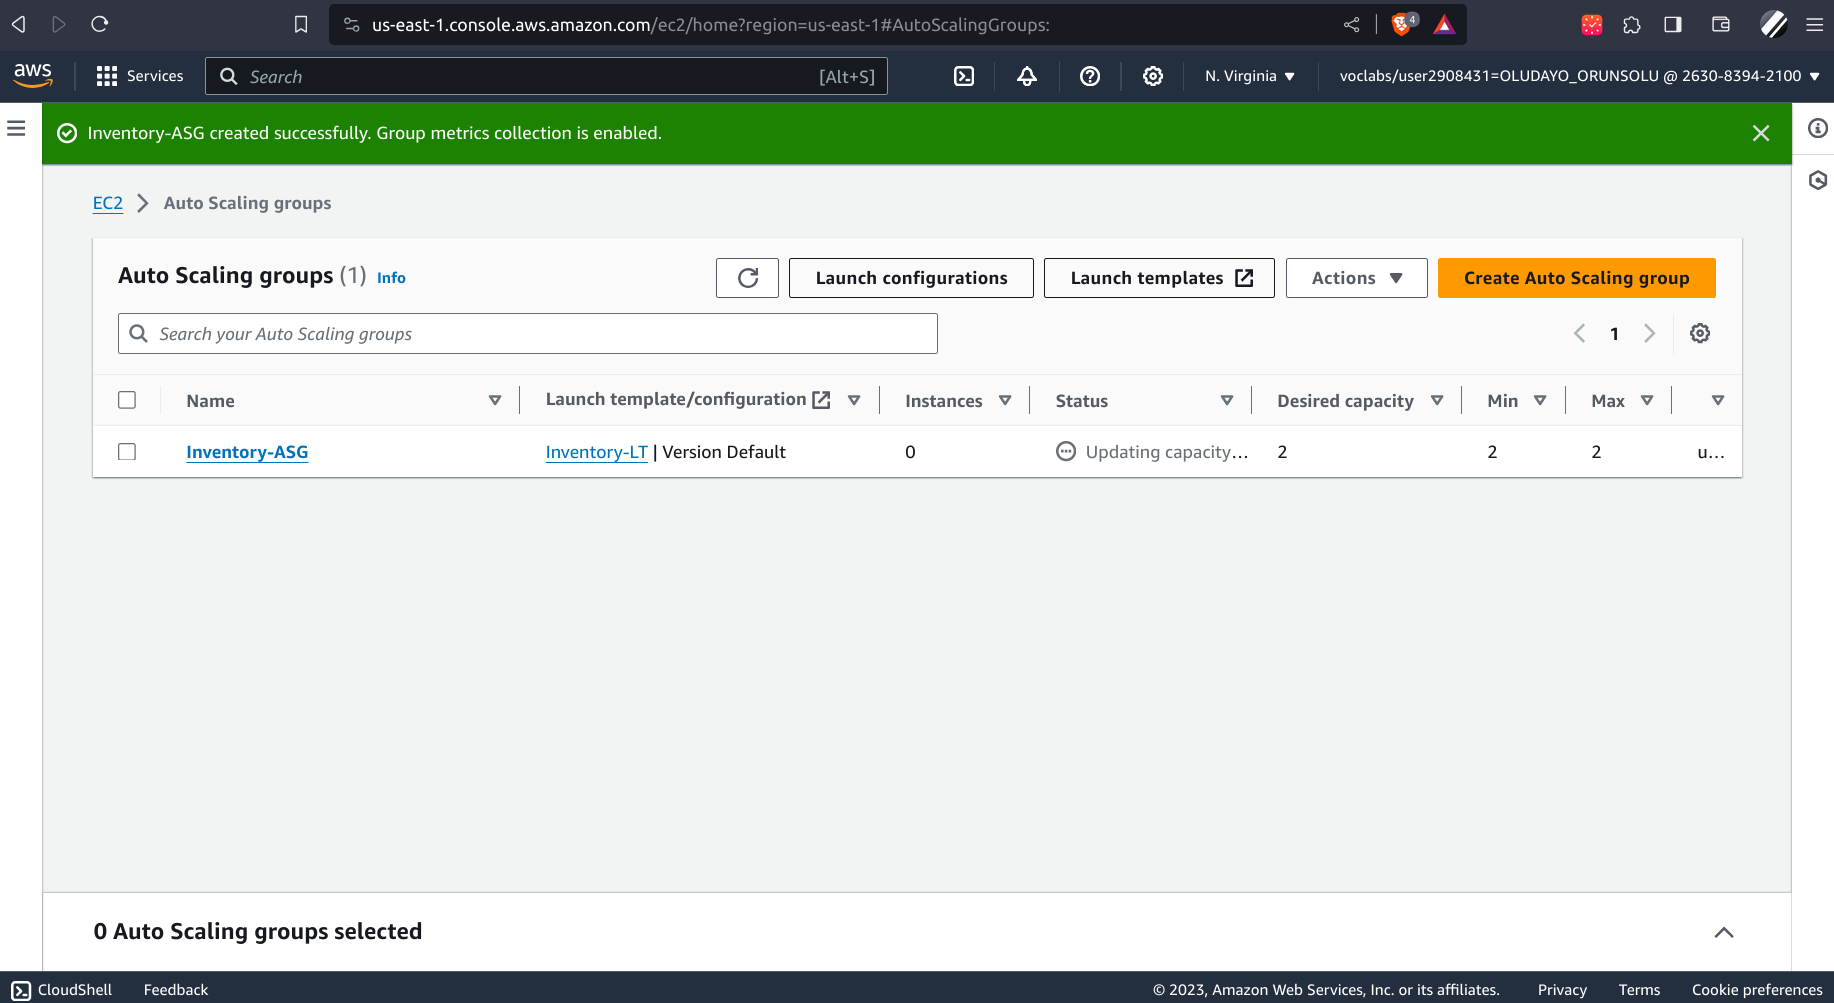 us-east-1.console.aws.amazon.com/ec2/home?region=us-east-1#AutoScalingGroups:
4
aws
Services
Search
[Alt+S]
N. Virginia
voclabs/user2908431=OLUDAYO_ORUNSOLU @ 2630-8394-2100
Inventory-ASG created successfully. Group metrics collection is enabled.
EC2
Auto Scaling groups
Auto Scaling groups (1) Info
Launch configurations
Launch templates
Actions
Create Auto Scaling group
Search your Auto Scaling groups
1
Name
Launch template/configuration
Instances
Status
Desired capacity
Min
Max
Inventory-ASG
Inventory-LT | Version Default
0
Updating capacity...
2
2
2
u...
0 Auto Scaling groups selected
CloudShell
Feedback
© 2023, Amazon Web Services, Inc. or its affiliates.
Privacy
Terms
Cookie preferences